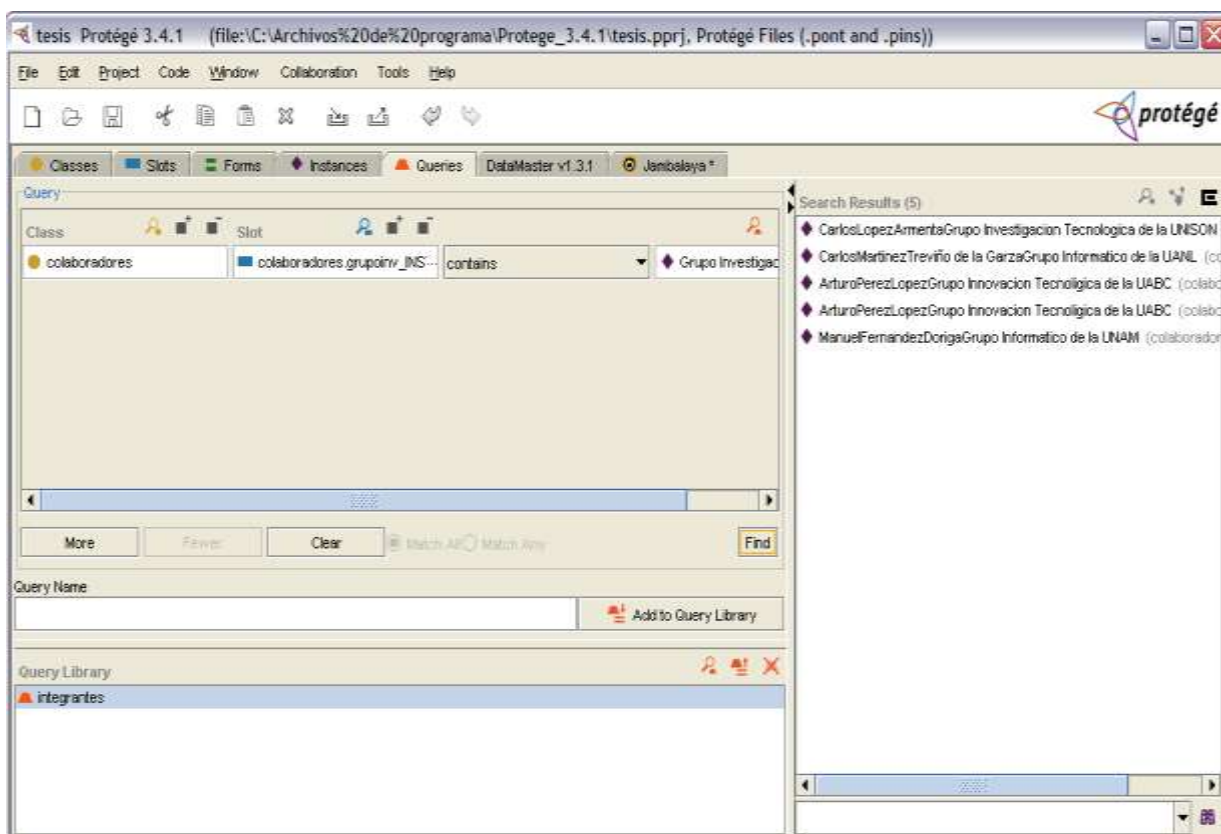 tesis Protégé 3.4.1 (file:\C:\Archivos%20de%20programa\Protege_3.4.1\tesis.pprj, Protégé Files (.pont and .pins))
File Edit Project Code Window Collaboration Tools Help
protégé
Classes Slots Forms Instances Queries DataMaster v1.3.1 Jambalaya *
Query
Class Slot
colaboradores colaboradores.grupoinv_INS contains Grupo Investigac
More Fewer Clear Match All Match Any Find
Query Name
Add to Query Library
Query Library
integrantes
Search Results (5)
CarlosLopezArmentaGrupo Investigacion Tecnologica de la UNISON
CarlosMartinezTreviño de la GarzaGrupo Informatico de la UANL (co
ArturoPerezLopezGrupo Innovacion Tecnoligica de la UABC (colabo
ArturoPerezLopezGrupo Innovacion Tecnoligica de la UABC (colabo
ManuelFernandezDorigaGrupo Informatico de la UNAM (colaborador